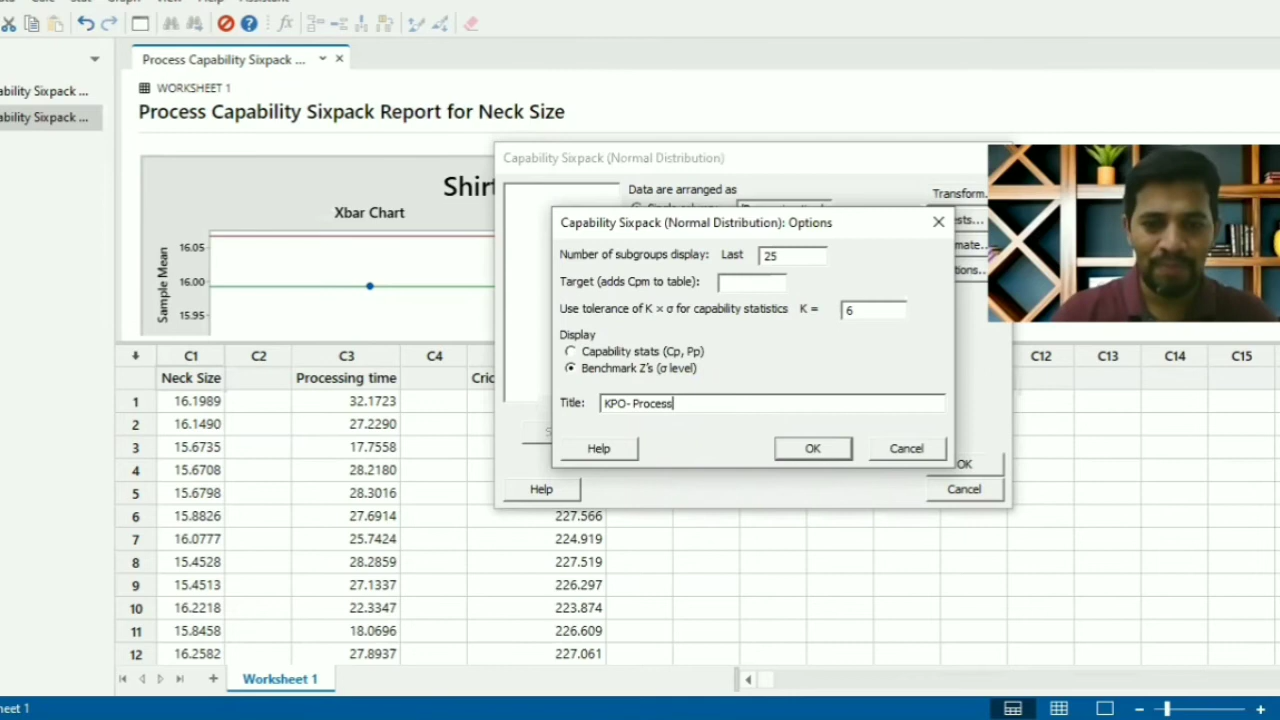 Process Capability Sixpack ...
WORKSHEET 1
Process Capability Sixpack Report for Neck Size
ability Sixpack ...
ability Sixpack ...
Xbar Chart
Sample Mean
16.05
16.00
15.95
Capability Sixpack (Normal Distribution)
Data are arranged as
Transform.
Capability Sixpack (Normal Distribution): Options
Number of subgroups display: Last 25
Target (adds Cpm to table):
Use tolerance of K × σ for capability statistics K = 6
Display
Capability stats (Cp, Pp)
Benchmark Z's (σ level)
Title: KPO- Process
Help OK Cancel
OK
Help Cancel
C1 C2 C3 C4 C12 C13 C14 C15
Neck Size Processing time
1 16.1989 32.1723
2 16.1490 27.2290
3 15.6735 17.7558
4 15.6708 28.2180
5 15.6798 28.3016
6 15.8826 27.6914 227.566
7 16.0777 25.7424 224.919
8 15.4528 28.2859 227.519
9 15.4513 27.1337 226.297
10 16.2218 22.3347 223.874
11 15.8458 18.0696 226.609
12 16.2582 27.8937 227.061
Worksheet 1
heet 1